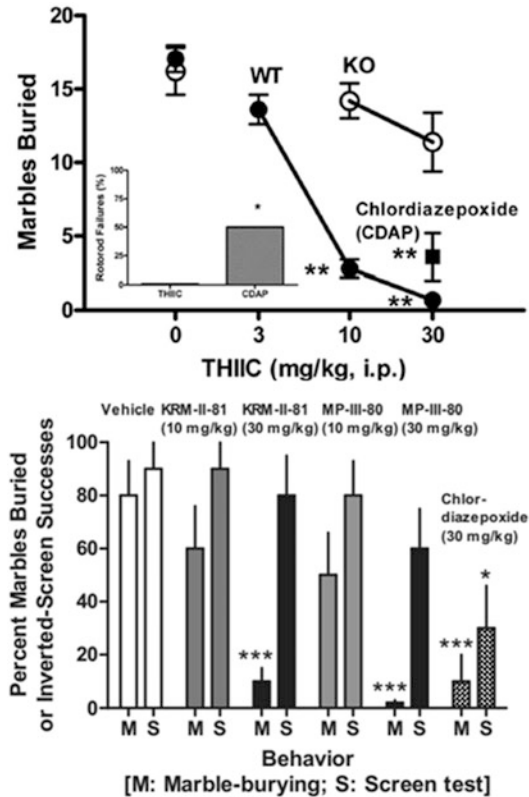 20
15
10
5
0
Marbles Buried
WT
KO
Chlordiazepoxide
(CDAP)
**
**
**
Rotorod Failures (%)
100
75
50
25
0
*
THIIC CDAP
0 3 10 30
THIIC (mg/kg, i.p.)
Vehicle KRM-II-81 KRM-II-81 MP-III-80 MP-III-80
(10 mg/kg) (30 mg/kg) (10 mg/kg) (30 mg/kg)
Percent Marbles Buried
or Inverted-Screen Successes
100
80
60
40
20
0
Chlor-
diazepoxide
(30 mg/kg)
***
***
***
*
M S M S M S M S M S M S
Behavior
[M: Marble-burying; S: Screen test]